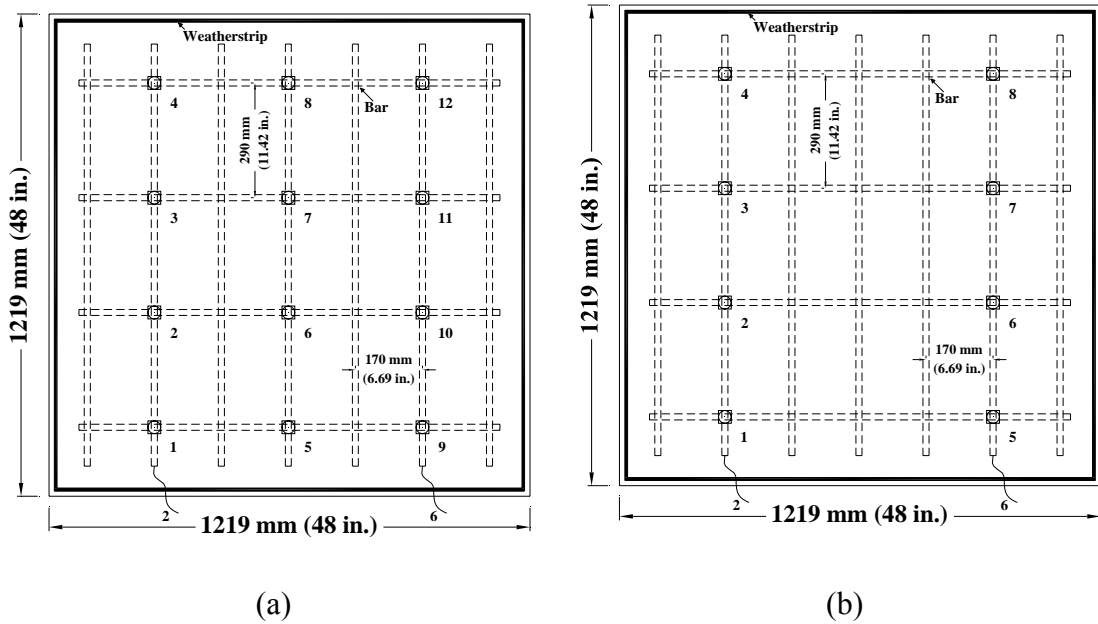 Weatherstrip
4
8
12
Bar
290 mm
(11.42 in.)
3
7
11
2
6
10
170 mm
(6.69 in.)
1
5
9
2
6
1219 mm (48 in.)
1219 mm (48 in.)
(a)
Weatherstrip
4
8
Bar
290 mm
(11.42 in.)
3
7
2
6
170 mm
(6.69 in.)
1
5
2
6
1219 mm (48 in.)
1219 mm (48 in.)
(b)